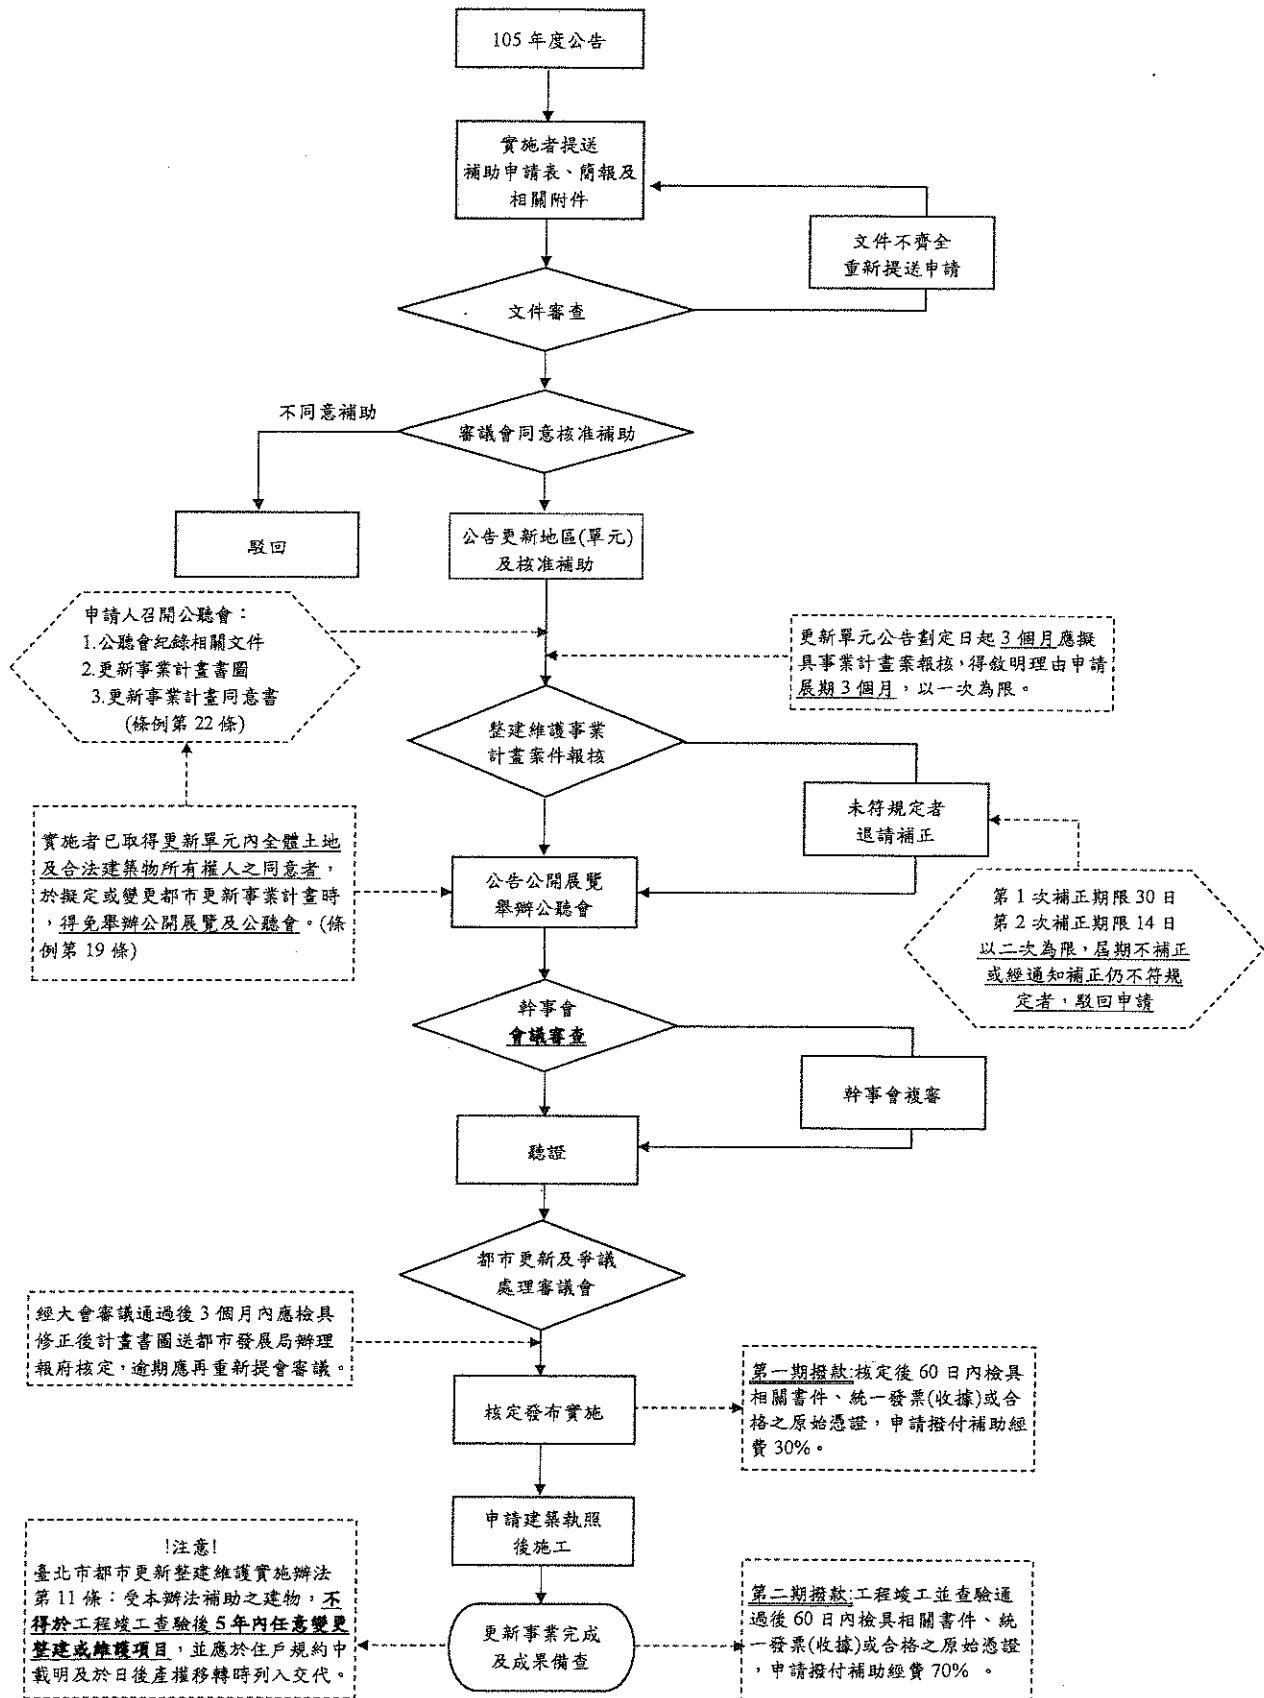 105 年度公告
實施者提送
補助申請表、簡報及
相關附件
文件不齊全
重新提送申請
文件審查
不同意補助
審議會同意核准補助
駁回
公告更新地區(單元)
及核准補助
申請人召開公聽會：
1.公聽會紀錄相關文件
2.更新事業計畫書圖
3.更新事業計畫同意書
(條例第 22 條)
更新單元公告劃定日起 3 個月應擬
具事業計畫案報核，得敘明理由申請
展期 3 個月，以一次為限。
整建維護事業
計畫案件報核
未符規定者
退請補正
實施者已取得更新單元內全體土地
及合法建築物所有權人之同意者，
於擬定或變更都市更新事業計畫時
，得免舉辦公開展覽及公聽會。(條
例第 19 條)
公告公開展覽
舉辦公聽會
第 1 次補正期限 30 日
第 2 次補正期限 14 日
以二次為限，屆期不補正
或經通知補正仍不符規
定者，駁回申請
幹事會
會議審查
幹事會複審
聽證
都市更新及爭議
處理審議會
經大會審議通過後 3 個月內應檢具
修正後計畫書圖送都市發展局辦理
報府核定，逾期應再重新提會審議。
核定發布實施
第一期撥款:核定後 60 日內檢具
相關書件、統一發票(收據)或合
格之原始憑證，申請撥付補助經
費 30%。
申請建築執照
後施工
!注意!
臺北市都市更新整建維護實施辦法
第 11 條：受本辦法補助之建物，不
得於工程竣工查驗後 5 年內任意變更
整建或維護項目，並應於住戶規約中
載明及於日後產權移轉時列入交代。
更新事業完成
及成果備查
第二期撥款:工程竣工並查驗通
過後 60 日內檢具相關書件、統
一發票(收據)或合格之原始憑證
，申請撥付補助經費 70% 。